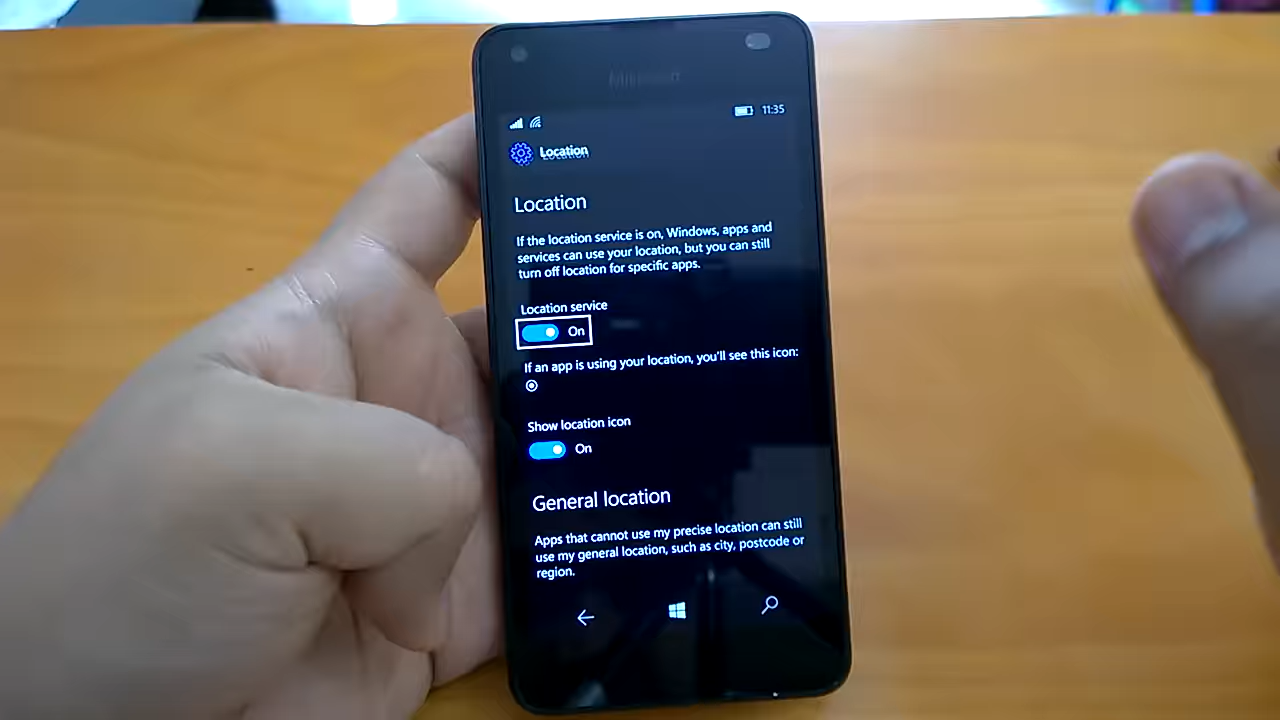 Microsoft
11:35
Location
Location
If the location service is on, Windows, apps and
services can use your location, but you can still
turn off location for specific apps.
Location service
On
If an app is using your location, you'll see this icon:
Show location icon
On
General location
Apps that cannot use my precise location can still
use my general location, such as city, postcode or
region.